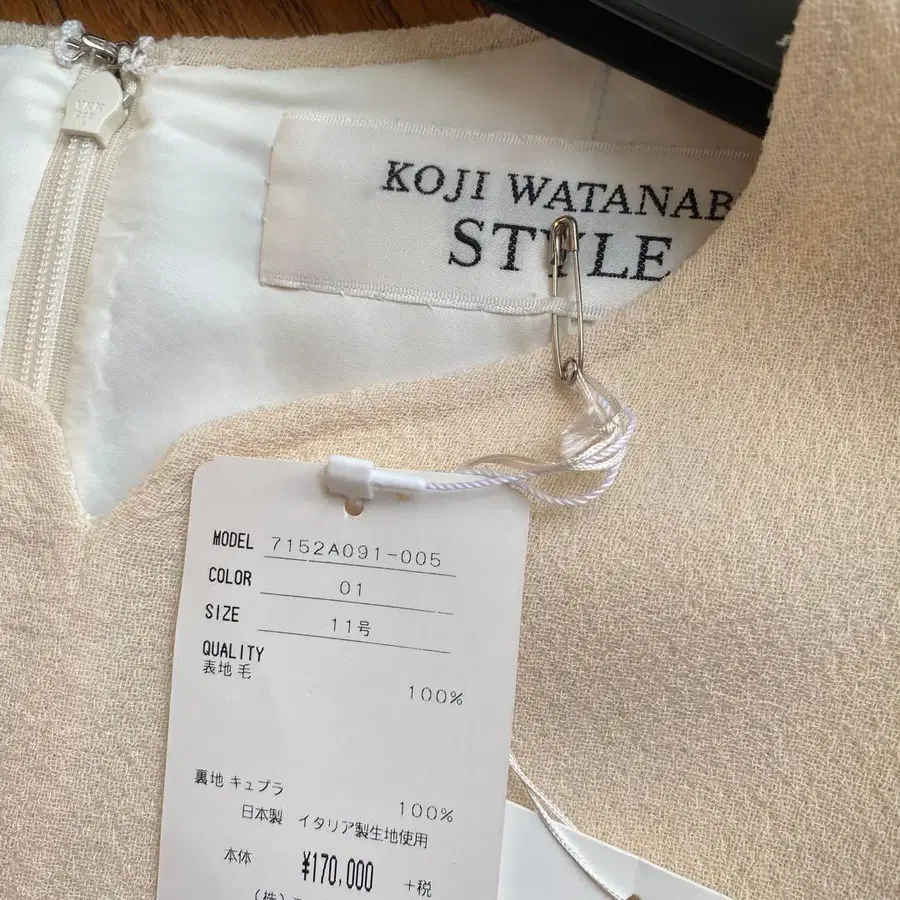 KOJI WATANAB
STYLE
MODEL 7152A091-005
COLOR 01
SIZE 11号
QUALITY
表地 毛
100%
裏地 キュプラ
100%
日本製 イタリア製生地使用
本体 ¥170,000 +税
(株)